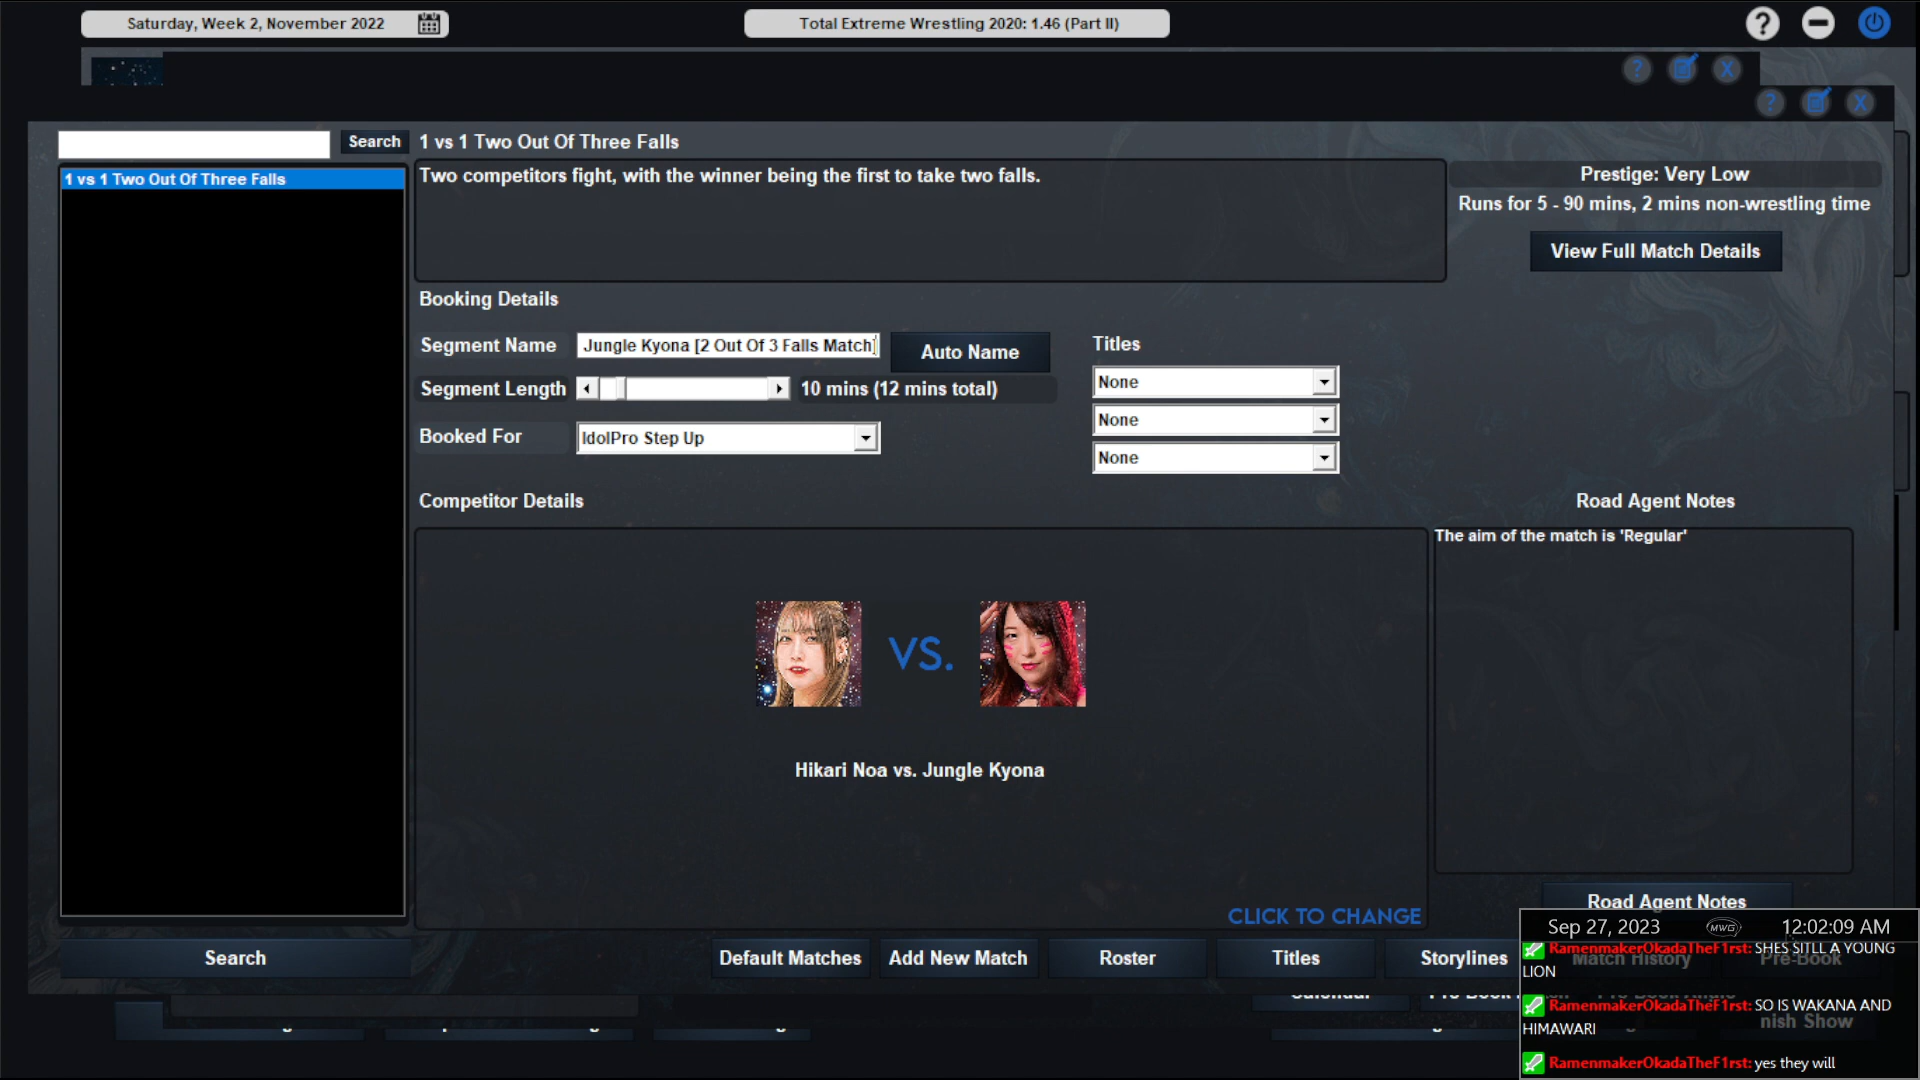 Saturday, Week 2, November 2022
Total Extreme Wrestling 2020: 1.46 (Part II)
?
? X
? X
Search
1 vs 1 Two Out Of Three Falls
1 vs 1 Two Out Of Three Falls
Two competitors fight, with the winner being the first to take two falls.
Prestige: Very Low
Runs for 5 - 90 mins, 2 mins non-wrestling time
View Full Match Details
Booking Details
Segment Name
Jungle Kyona [2 Out Of 3 Falls Match]
Auto Name
Segment Length
10 mins (12 mins total)
Booked For
IdolPro Step Up
Titles
None
None
None
Competitor Details
VS.
Hikari Noa vs. Jungle Kyona
CLICK TO CHANGE
Road Agent Notes
The aim of the match is 'Regular'
Road Agent Notes
Search
Default Matches
Add New Match
Roster
Titles
Storylines
Match History
Pre-Book
nish Show
Sep 27, 2023
MWG
12:02:09 AM
RamenmakerOkadaTheF1rst: SHES SITLL A YOUNG
LION
RamenmakerOkadaTheF1rst: SO IS WAKANA AND
HIMAWARI
RamenmakerOkadaTheF1rst: yes they will